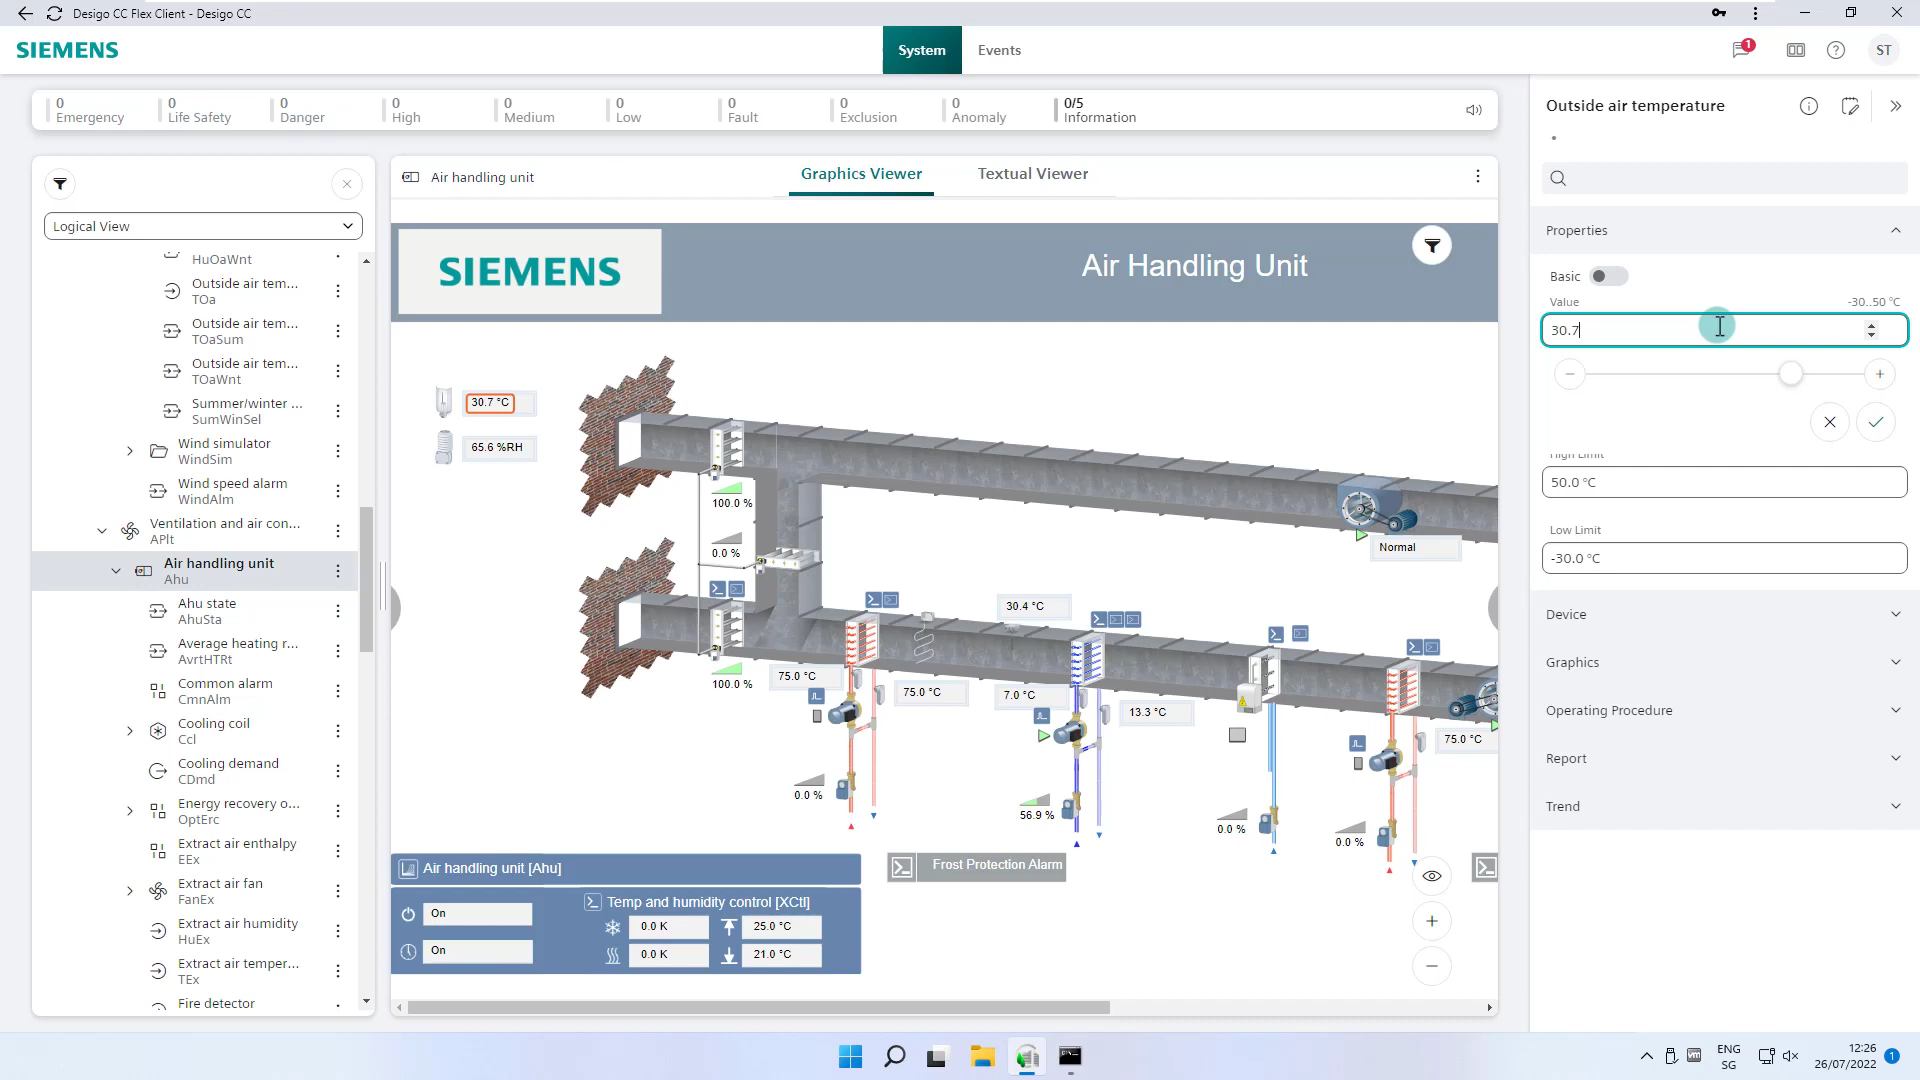 Desigo CC Flex Client - Desigo CC
SIEMENS
System
Events
1
ST
0
Emergency
0
Life Safety
0
Danger
0
High
0
Medium
0
Low
0
Fault
0
Exclusion
0
Anomaly
0/5
Information
Logical View
HuOaWnt
Outside air tem...
TOa
Outside air tem...
TOaSum
Outside air tem...
TOaWnt
Summer/winter ...
SumWinSel
Wind simulator
WindSim
Wind speed alarm
WindAlm
Ventilation and air con...
APlt
Air handling unit
Ahu
Ahu state
AhuSta
Average heating r...
AvrtHTRt
Common alarm
CmnAlm
Cooling coil
Ccl
Cooling demand
CDmd
Energy recovery o...
OptErc
Extract air enthalpy
EEx
Extract air fan
FanEx
Extract air humidity
HuEx
Extract air temper...
TEx
Fire detector
Air handling unit
Graphics Viewer
Textual Viewer
SIEMENS
Air Handling Unit
30.7 °C
65.6 %RH
100.0 %
0.0 %
Normal
30.4 °C
100.0 %
75.0 °C
75.0 °C
7.0 °C
13.3 °C
75.0 °C
0.0 %
56.9 %
0.0 %
0.0 %
Air handling unit [Ahu]
Frost Protection Alarm
On
On
Temp and humidity control [XCtl]
0.0 K
25.0 °C
0.0 K
21.0 °C
Outside air temperature
Properties
Basic
Value
-30..50 °C
30.7
High Limit
50.0 °C
Low Limit
-30.0 °C
Device
Graphics
Operating Procedure
Report
Trend
ENG
SG
12:26
26/07/2022
1